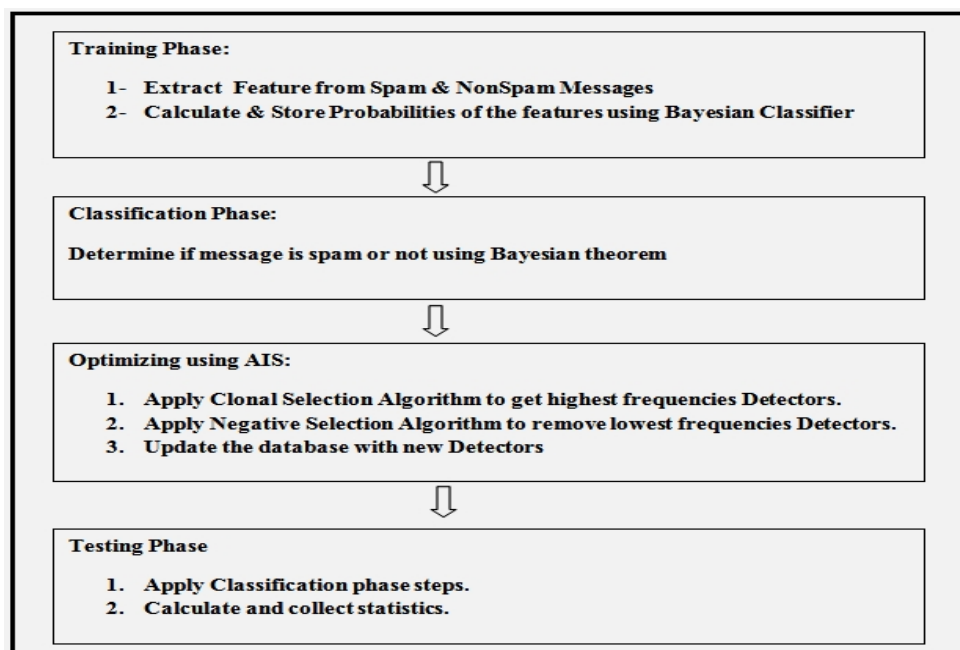 Training Phase:
1- Extract Feature from Spam & NonSpam Messages
2- Calculate & Store Probabilities of the features using Bayesian Classifier
Classification Phase:
Determine if message is spam or not using Bayesian theorem
Optimizing using AIS:
1. Apply Clonal Selection Algorithm to get highest frequencies Detectors.
2. Apply Negative Selection Algorithm to remove lowest frequencies Detectors.
3. Update the database with new Detectors
Testing Phase
1. Apply Classification phase steps.
2. Calculate and collect statistics.